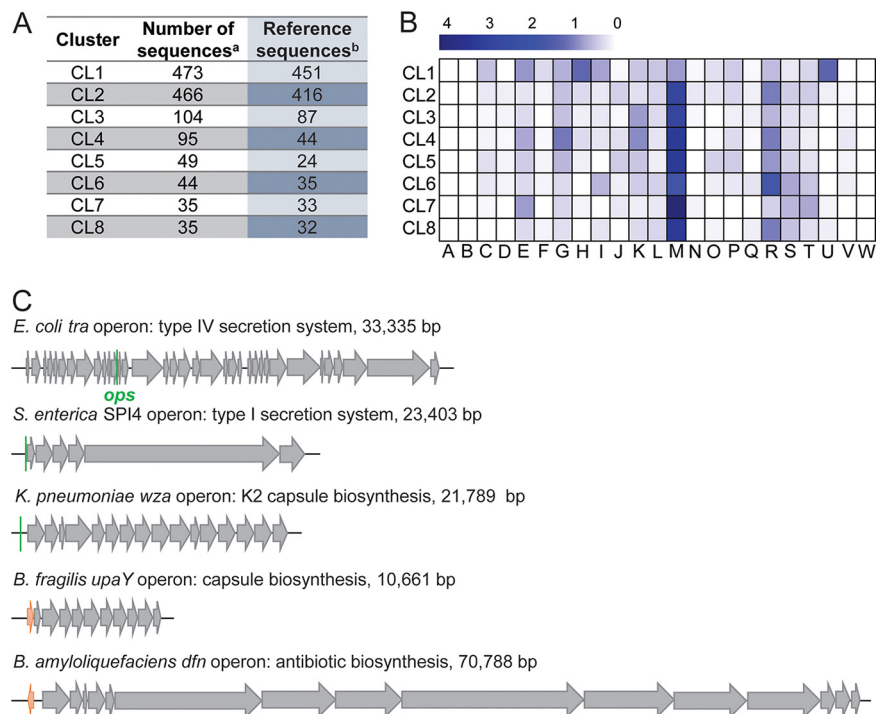 A
Cluster Number of sequencesa Reference sequencesb
CL1 473 451
CL2 466 416
CL3 104 87
CL4 95 44
CL5 49 24
CL6 44 35
CL7 35 33
CL8 35 32
B
4 3 2 1 0
CL1
CL2
CL3
CL4
CL5
CL6
CL7
CL8
A B C D E F G H I J K L M N O P Q R S T U V W
C
E. coli tra operon: type IV secretion system, 33,335 bp
ops
S. enterica SPI4 operon: type I secretion system, 23,403 bp
K. pneumoniae wza operon: K2 capsule biosynthesis, 21,789 bp
B. fragilis upaY operon: capsule biosynthesis, 10,661 bp
B. amyloliquefaciens dfn operon: antibiotic biosynthesis, 70,788 bp